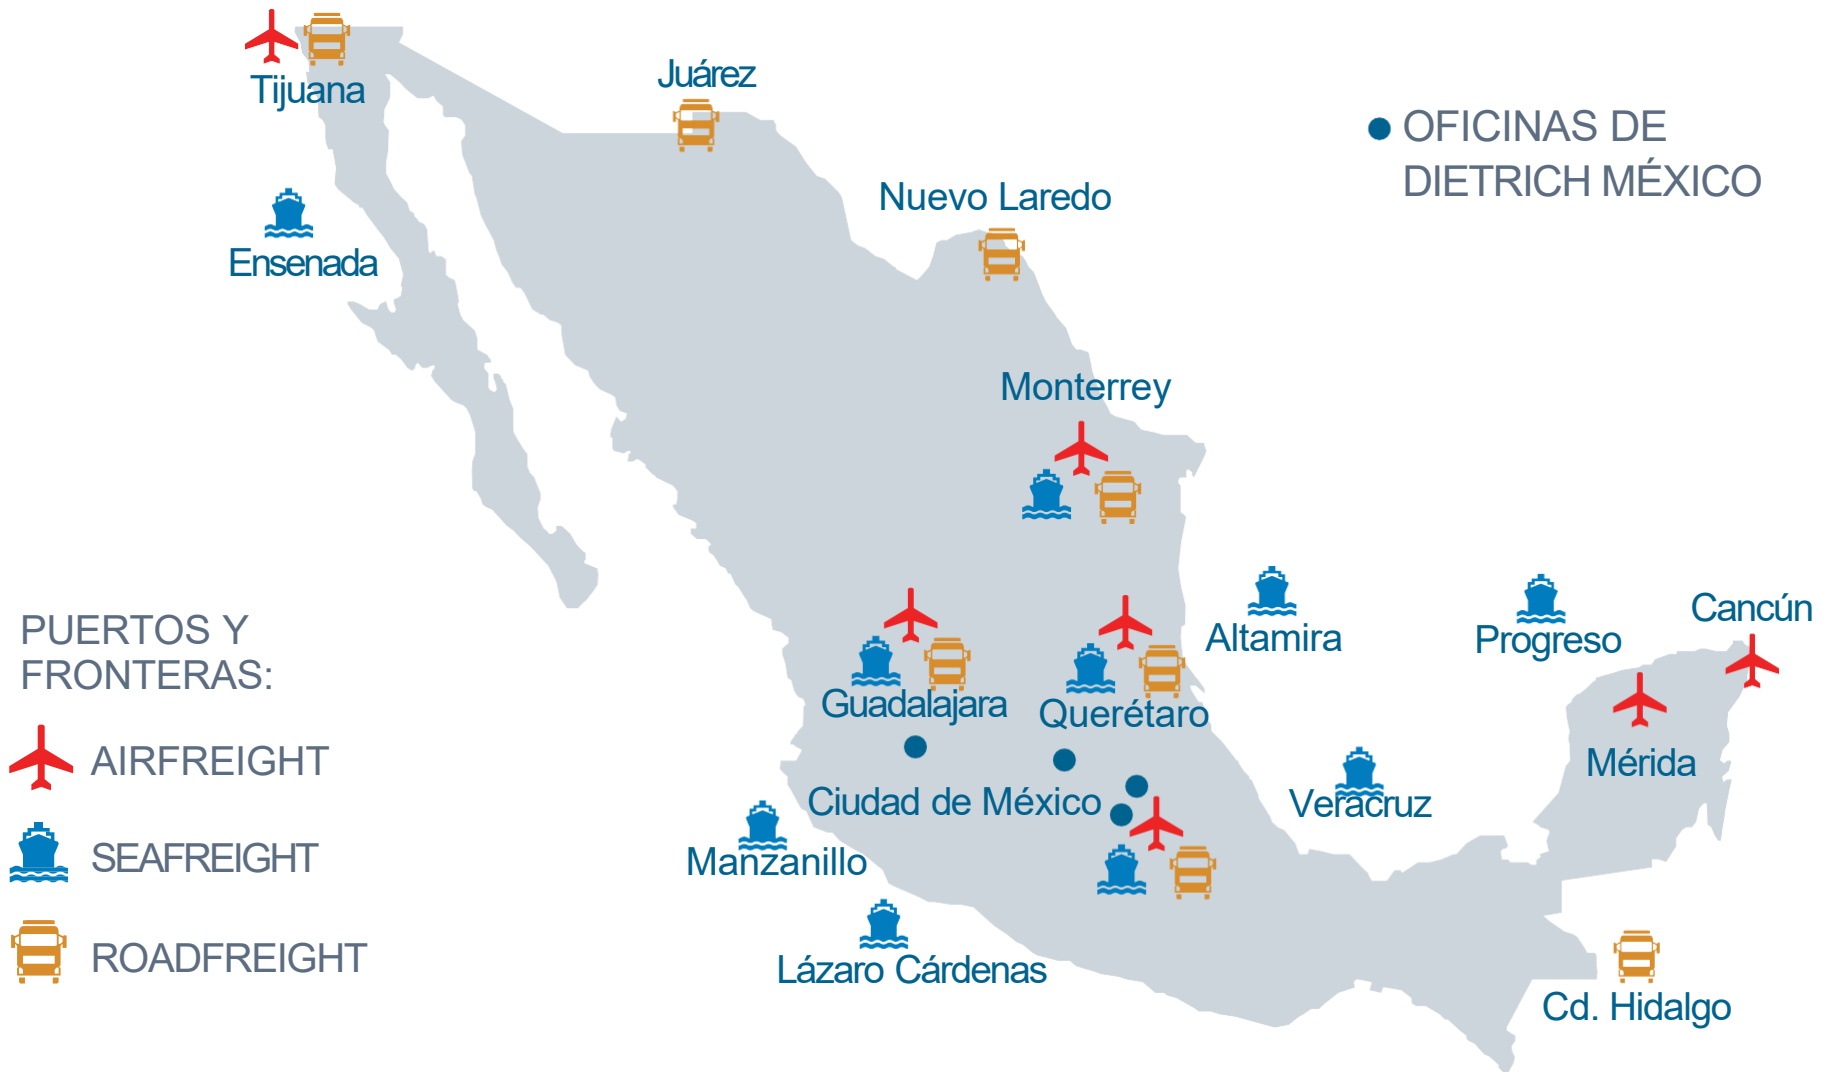 Tijuana
Juárez
OFICINAS DE
DIETRICH MÉXICO
Nuevo Laredo
Ensenada
Monterrey
PUERTOS Y
FRONTERAS:
AIRFREIGHT
SEAFREIGHT
ROADFREIGHT
Altamira
Progreso
Cancún
Guadalajara
Querétaro
Mérida
Ciudad de México
Veracruz
Manzanillo
Lázaro Cárdenas
Cd. Hidalgo